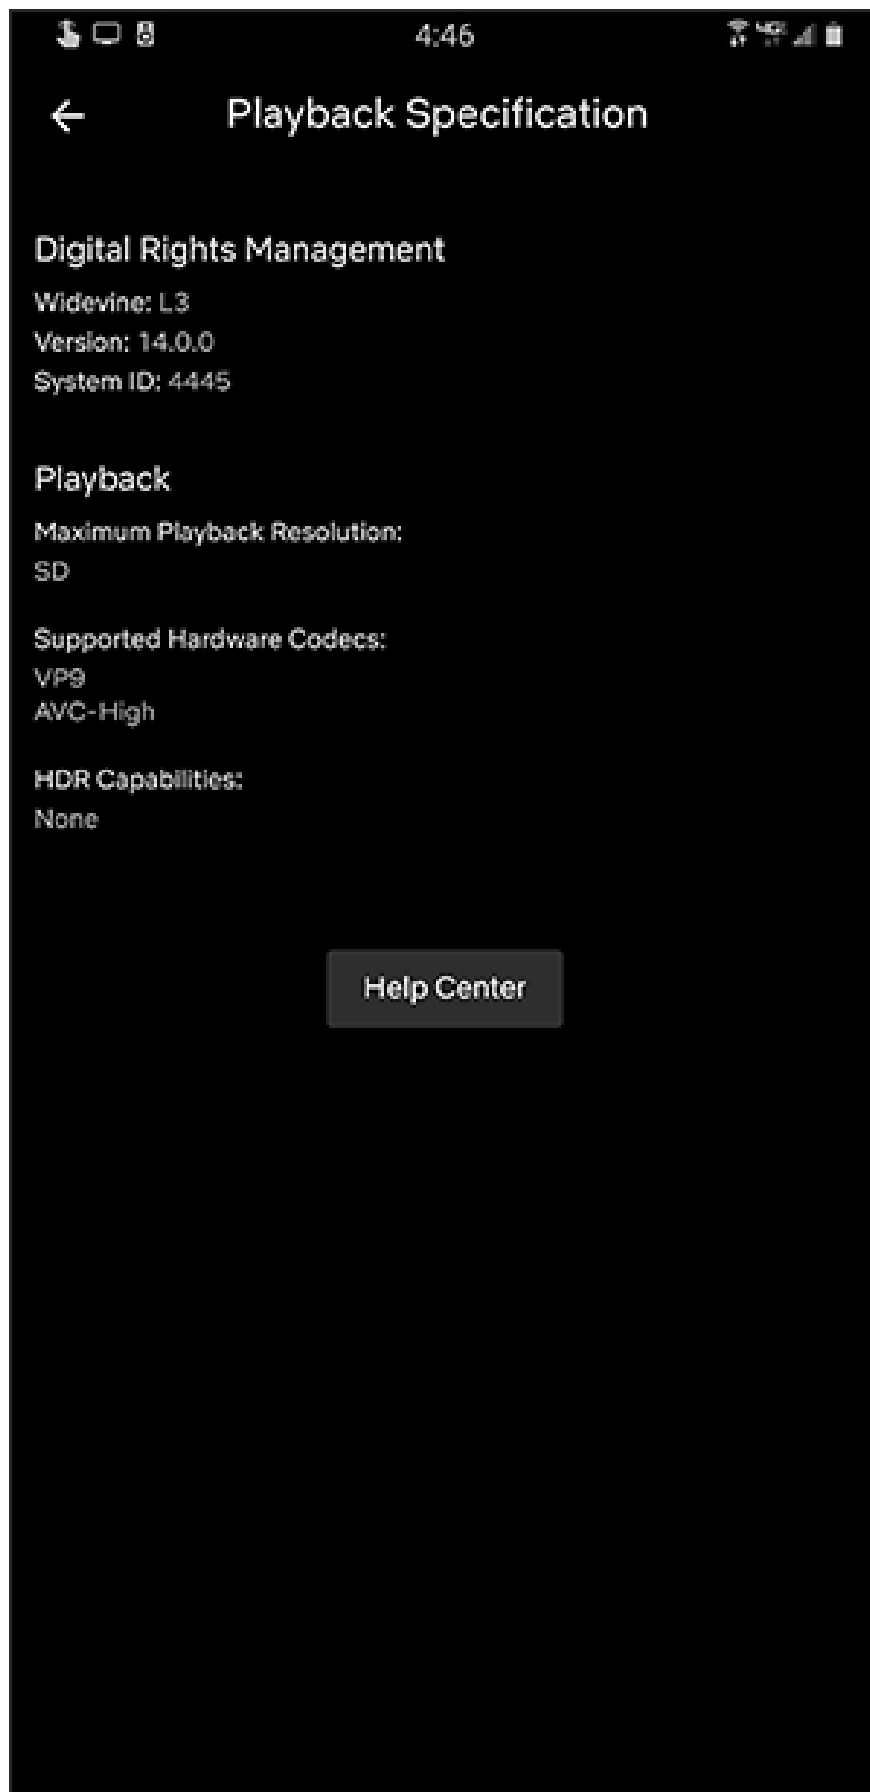 4:46
Playback Specification
Digital Rights Management
Widevine: L3
Version: 14.0.0
System ID: 4445
Playback
Maximum Playback Resolution:
SD
Supported Hardware Codecs:
VP9
AVC-High
HDR Capabilities:
None
Help Center